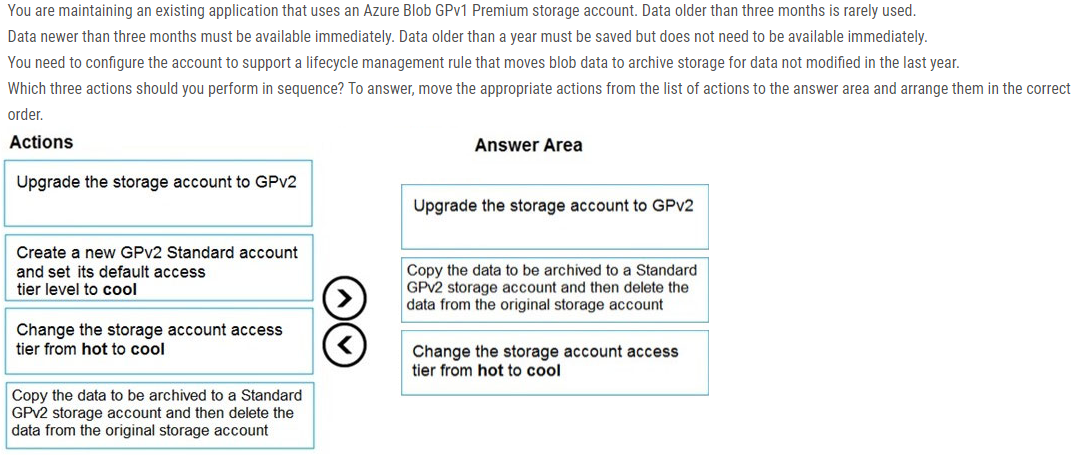 You are maintaining an existing application that uses an Azure Blob GPv1 Premium storage account. Data older than three months is rarely used.
Data newer than three months must be available immediately. Data older than a year must be saved but does not need to be available immediately.
You need to configure the account to support a lifecycle management rule that moves blob data to archive storage for data not modified in the last year.
Which three actions should you perform in sequence? To answer, move the appropriate actions from the list of actions to the answer area and arrange them in the correct
order.
Actions
Upgrade the storage account to GPv2
Create a new GPv2 Standard account
and set its default access
tier level to cool
Change the storage account access
tier from hot to cool
Copy the data to be archived to a Standard
GPv2 storage account and then delete the
data from the original storage account
Answer Area
Upgrade the storage account to GPv2
Copy the data to be archived to a Standard
GPv2 storage account and then delete the
data from the original storage account
Change the storage account access
tier from hot to cool